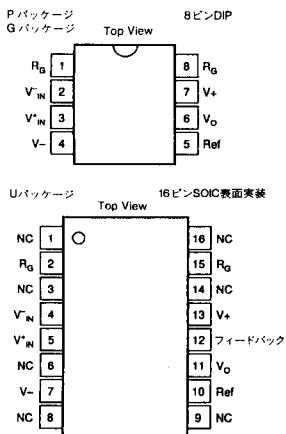 Pパッケージ
Gパッケージ
8ピンDIP
Top View
RG 1
8 RG
V-IN 2
7 V+
V+IN 3
6 VO
V- 4
5 Ref
Uパッケージ
16ピンSOIC表面実装
Top View
NC 1
16 NC
RG 2
15 RG
NC 3
14 NC
V-IN 4
13 V+
V+IN 5
12 フィードバック
NC 6
11 VO
V- 7
10 Ref
NC 8
9 NC